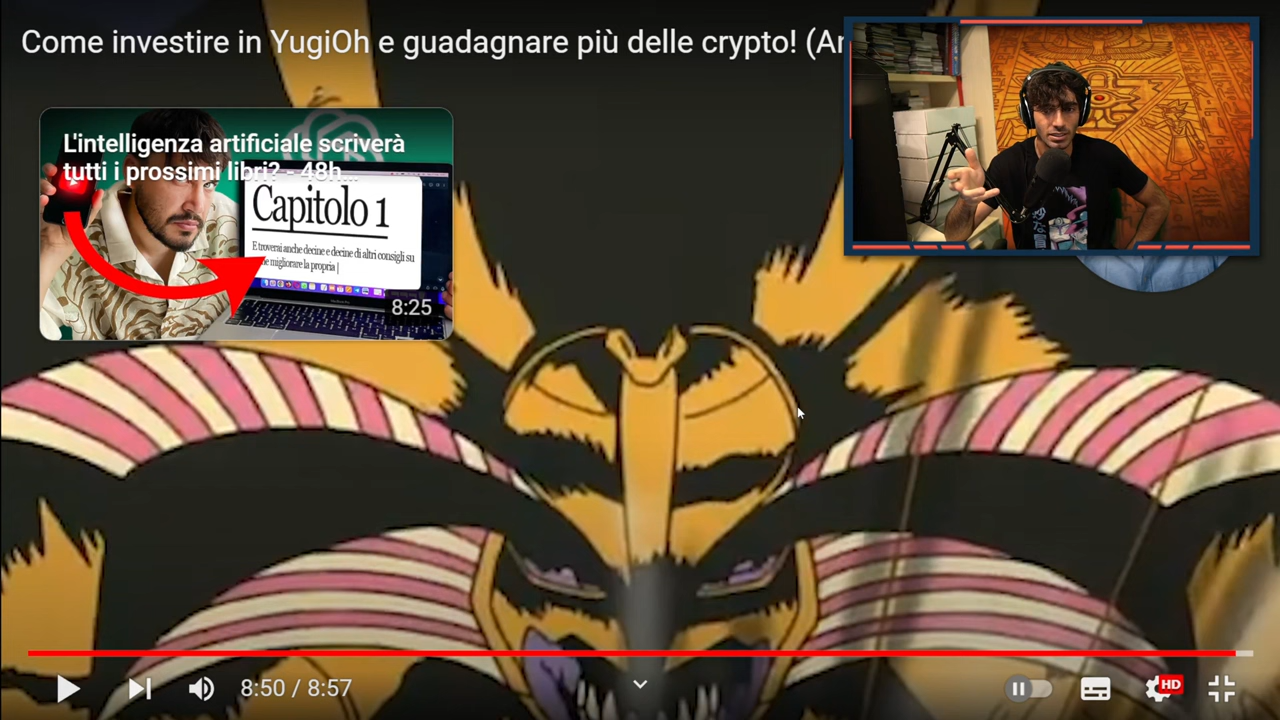 Come investire in YugiOh e guadagnare più delle crypto! (Ar
L'intelligenza artificiale scriverà
tutti i prossimi libri? - 48h...
Capitolo 1
E troverai anche decine e decine di altri consigli su
migliorare la propria |
8:25
8:50 / 8:57
HD